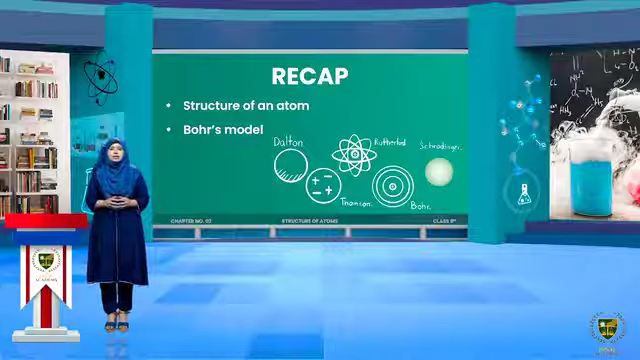 RECAP
• Structure of an atom
• Bohr's model
Dalton
Rutherford
Schrodinger
Thomson
Bohr
CHAPTER NO. 02
STRUCTURE OF ATOMS
CLASS 9th